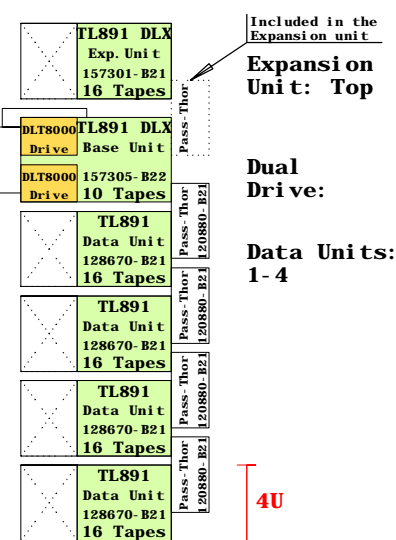 Included in the
Expansion unit
TL891 DLX
Exp. Unit
157301-B21
16 Tapes
Pass-Thor
Expansion
Unit: Top
DLT8000
Drive
TL891 DLX
Base Unit
DLT8000
Drive
157305-B22
10 Tapes
Dual
Drive:
Pass-Thor
120880-B21
TL891
Data Unit
128670-B21
16 Tapes
Data Units:
1-4
Pass-Thor
120880-B21
TL891
Data Unit
128670-B21
16 Tapes
Pass-Thor
120880-B21
TL891
Data Unit
128670-B21
16 Tapes
Pass-Thor
120880-B21
TL891
Data Unit
128670-B21
16 Tapes
4U